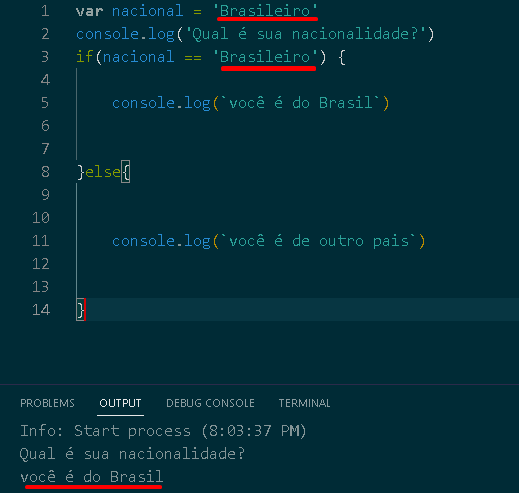 1 var nacional = 'Brasileiro'
2 console.log('Qual é sua nacionalidade?')
3 if(nacional == 'Brasileiro') {
4
5 console.log(`você é do Brasil`)
6
7
8 }else{
9
10
11 console.log(`você é de outro pais`)
12
13
14 }
PROBLEMS OUTPUT DEBUG CONSOLE TERMINAL
Info: Start process (8:03:37 PM)
Qual é sua nacionalidade?
você é do Brasil